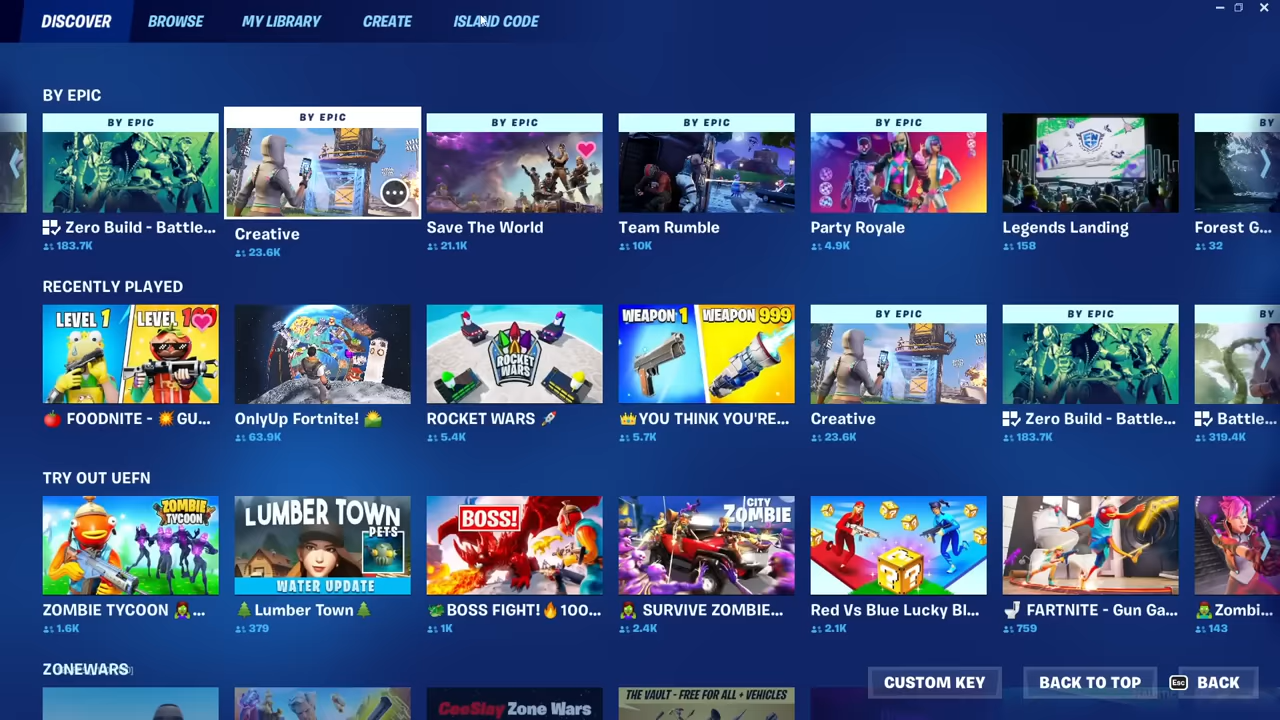 DISCOVER
BROWSE
MY LIBRARY
CREATE
ISLAND CODE
BY EPIC
BY EPIC
BY EPIC
BY EPIC
BY EPIC
BY EPIC
BY
Zero Build - Battle...
Creative
Save The World
Team Rumble
Party Royale
Legends Landing
Forest G...
183.7K
23.6K
21.1K
10K
4.9K
158
32
RECENTLY PLAYED
LEVEL 1
LEVEL 100
ROCKET WARS
WEAPON 1
WEAPON 999
BY EPIC
BY EPIC
BY
🍅 FOODNITE - 💥GU...
OnlyUp Fortnite! 🌄
ROCKET WARS 🚀
👑YOU THINK YOU'RE...
Creative
Zero Build - Battle...
Battle...
63.9K
5.4K
5.7K
23.6K
183.7K
319.4K
TRY OUT UEFN
ZOMBIE TYCOON
LUMBER TOWN
PETS
WATER UPDATE
BOSS!
CITY ZOMBIE
ZOMBIE TYCOON 🧟‍♀️...
🌲Lumber Town🌲
🐲BOSS FIGHT!🔥100...
🧟‍♀️ SURVIVE ZOMBIE...
Red Vs Blue Lucky Bl...
🚽 FARTNITE - Gun Ga...
🧟‍♂️Zombi...
1.6K
379
1K
2.4K
2.1K
759
143
ZONEWARS
GeeSlay Zone Wars
THE VAULT - FREE FOR ALL + VEHICLES
CUSTOM KEY
BACK TO TOP
Esc BACK